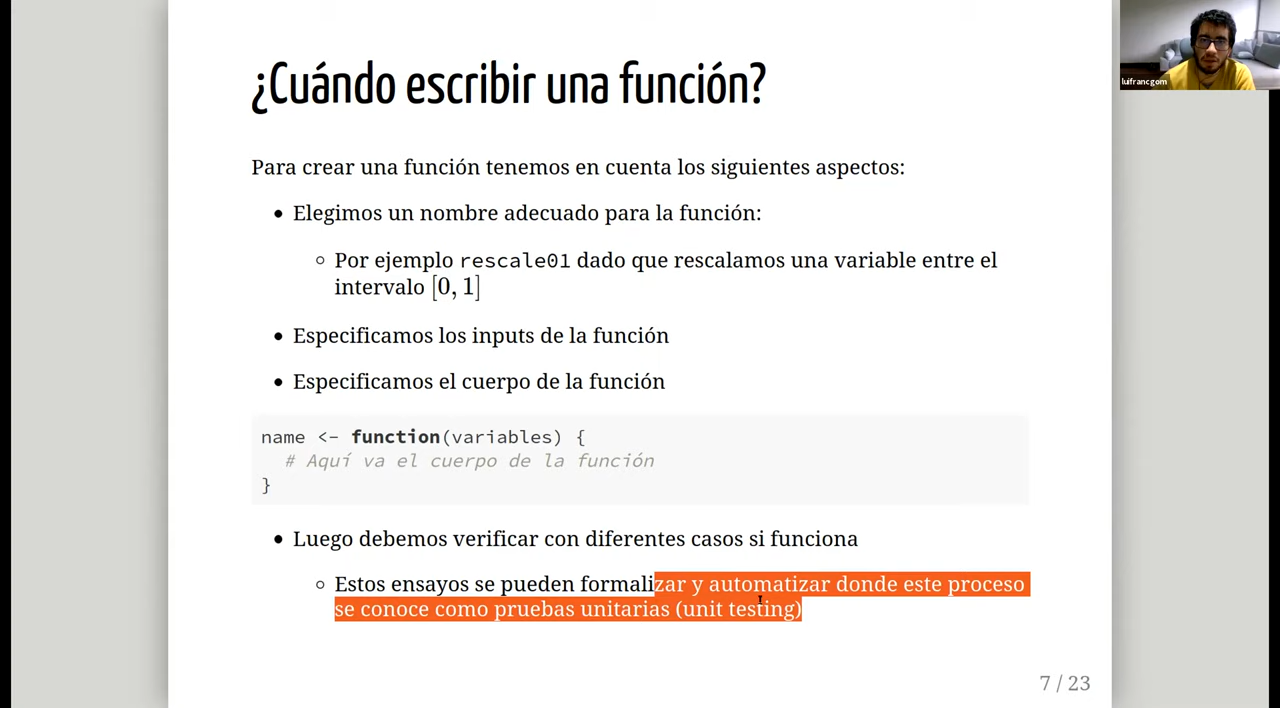 ¿Cuándo escribir una función?
luifrancgom
Para crear una función tenemos en cuenta los siguientes aspectos:
• Elegimos un nombre adecuado para la función:
◦ Por ejemplo rescale01 dado que rescalamos una variable entre el
intervalo [0, 1]
• Especificamos los inputs de la función
• Especificamos el cuerpo de la función
name <- function(variables) {
# Aquí va el cuerpo de la función
}
• Luego debemos verificar con diferentes casos si funciona
◦ Estos ensayos se pueden formalizar y automatizar donde este proceso
se conoce como pruebas unitarias (unit testing)
7 / 23